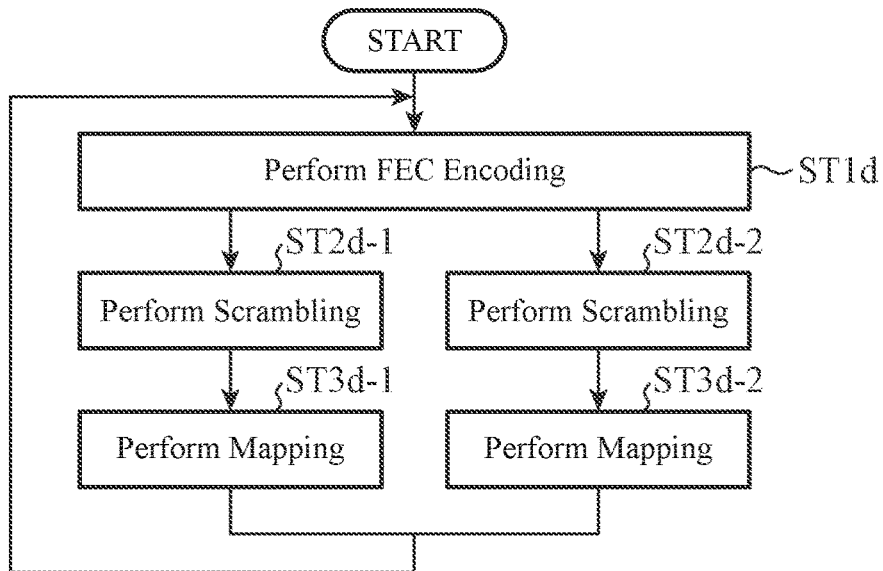 START
Perform FEC Encoding
ST1d
ST2d-1
ST2d-2
Perform Scrambling
Perform Scrambling
ST3d-1
ST3d-2
Perform Mapping
Perform Mapping